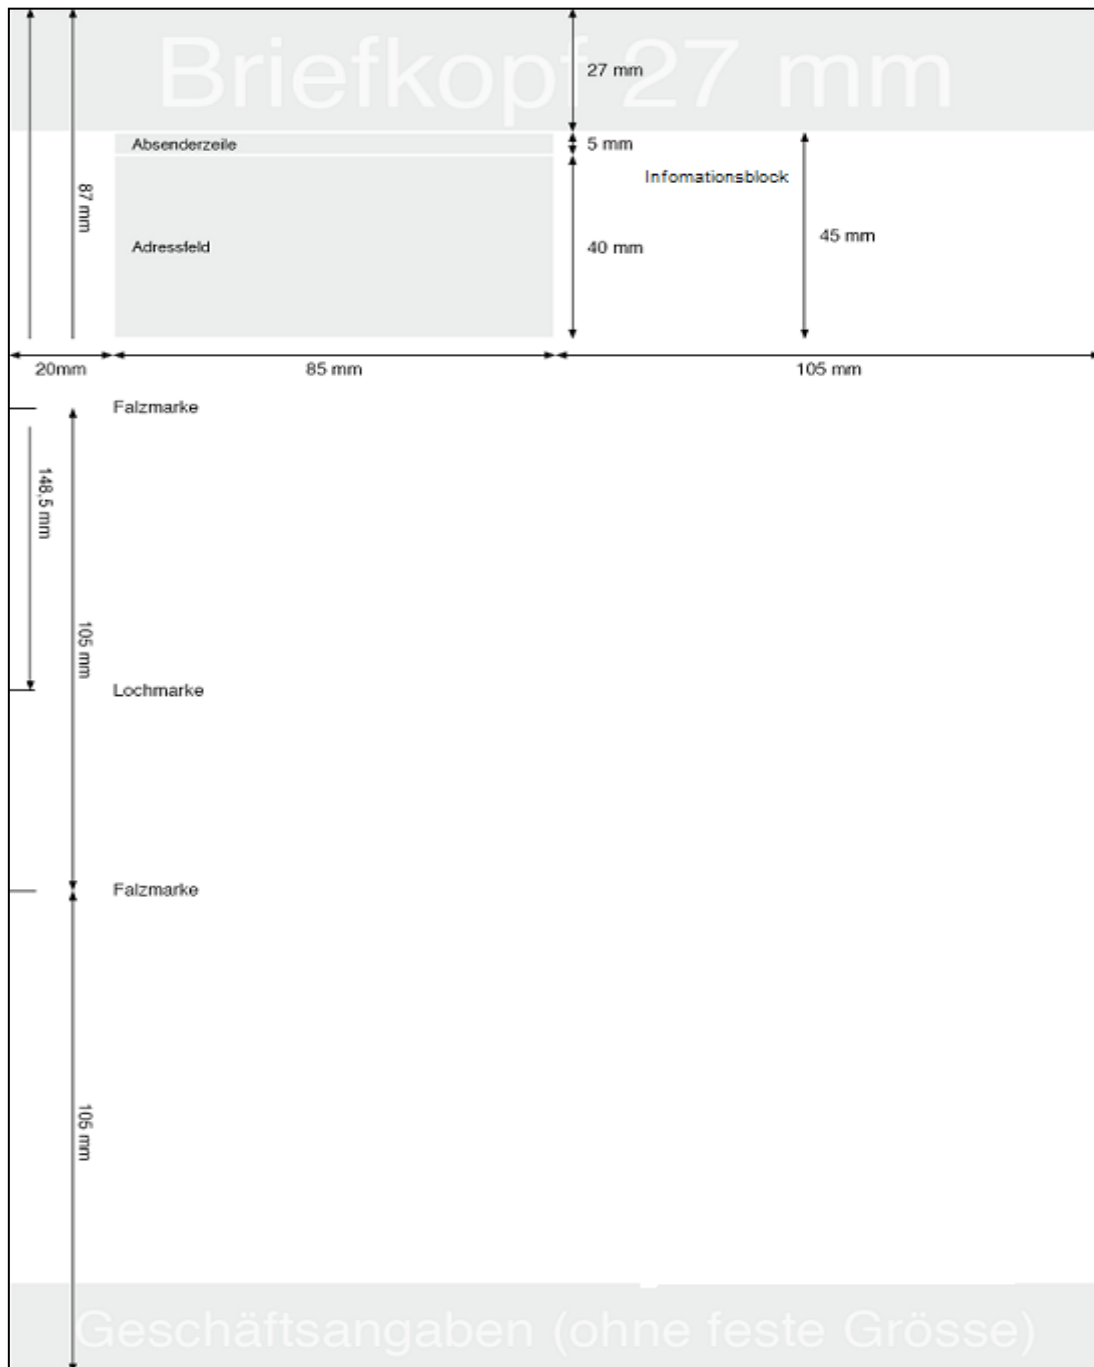 Briefkopf 27 mm
27 mm
Absenderzeile
5 mm
Infomationsblock
87 mm
Adressfeld
40 mm
45 mm
20mm
85 mm
105 mm
Falzmarke
148,5 mm
105 mm
Lochmarke
Falzmarke
105 mm
Geschäftsangaben (ohne feste Grösse)